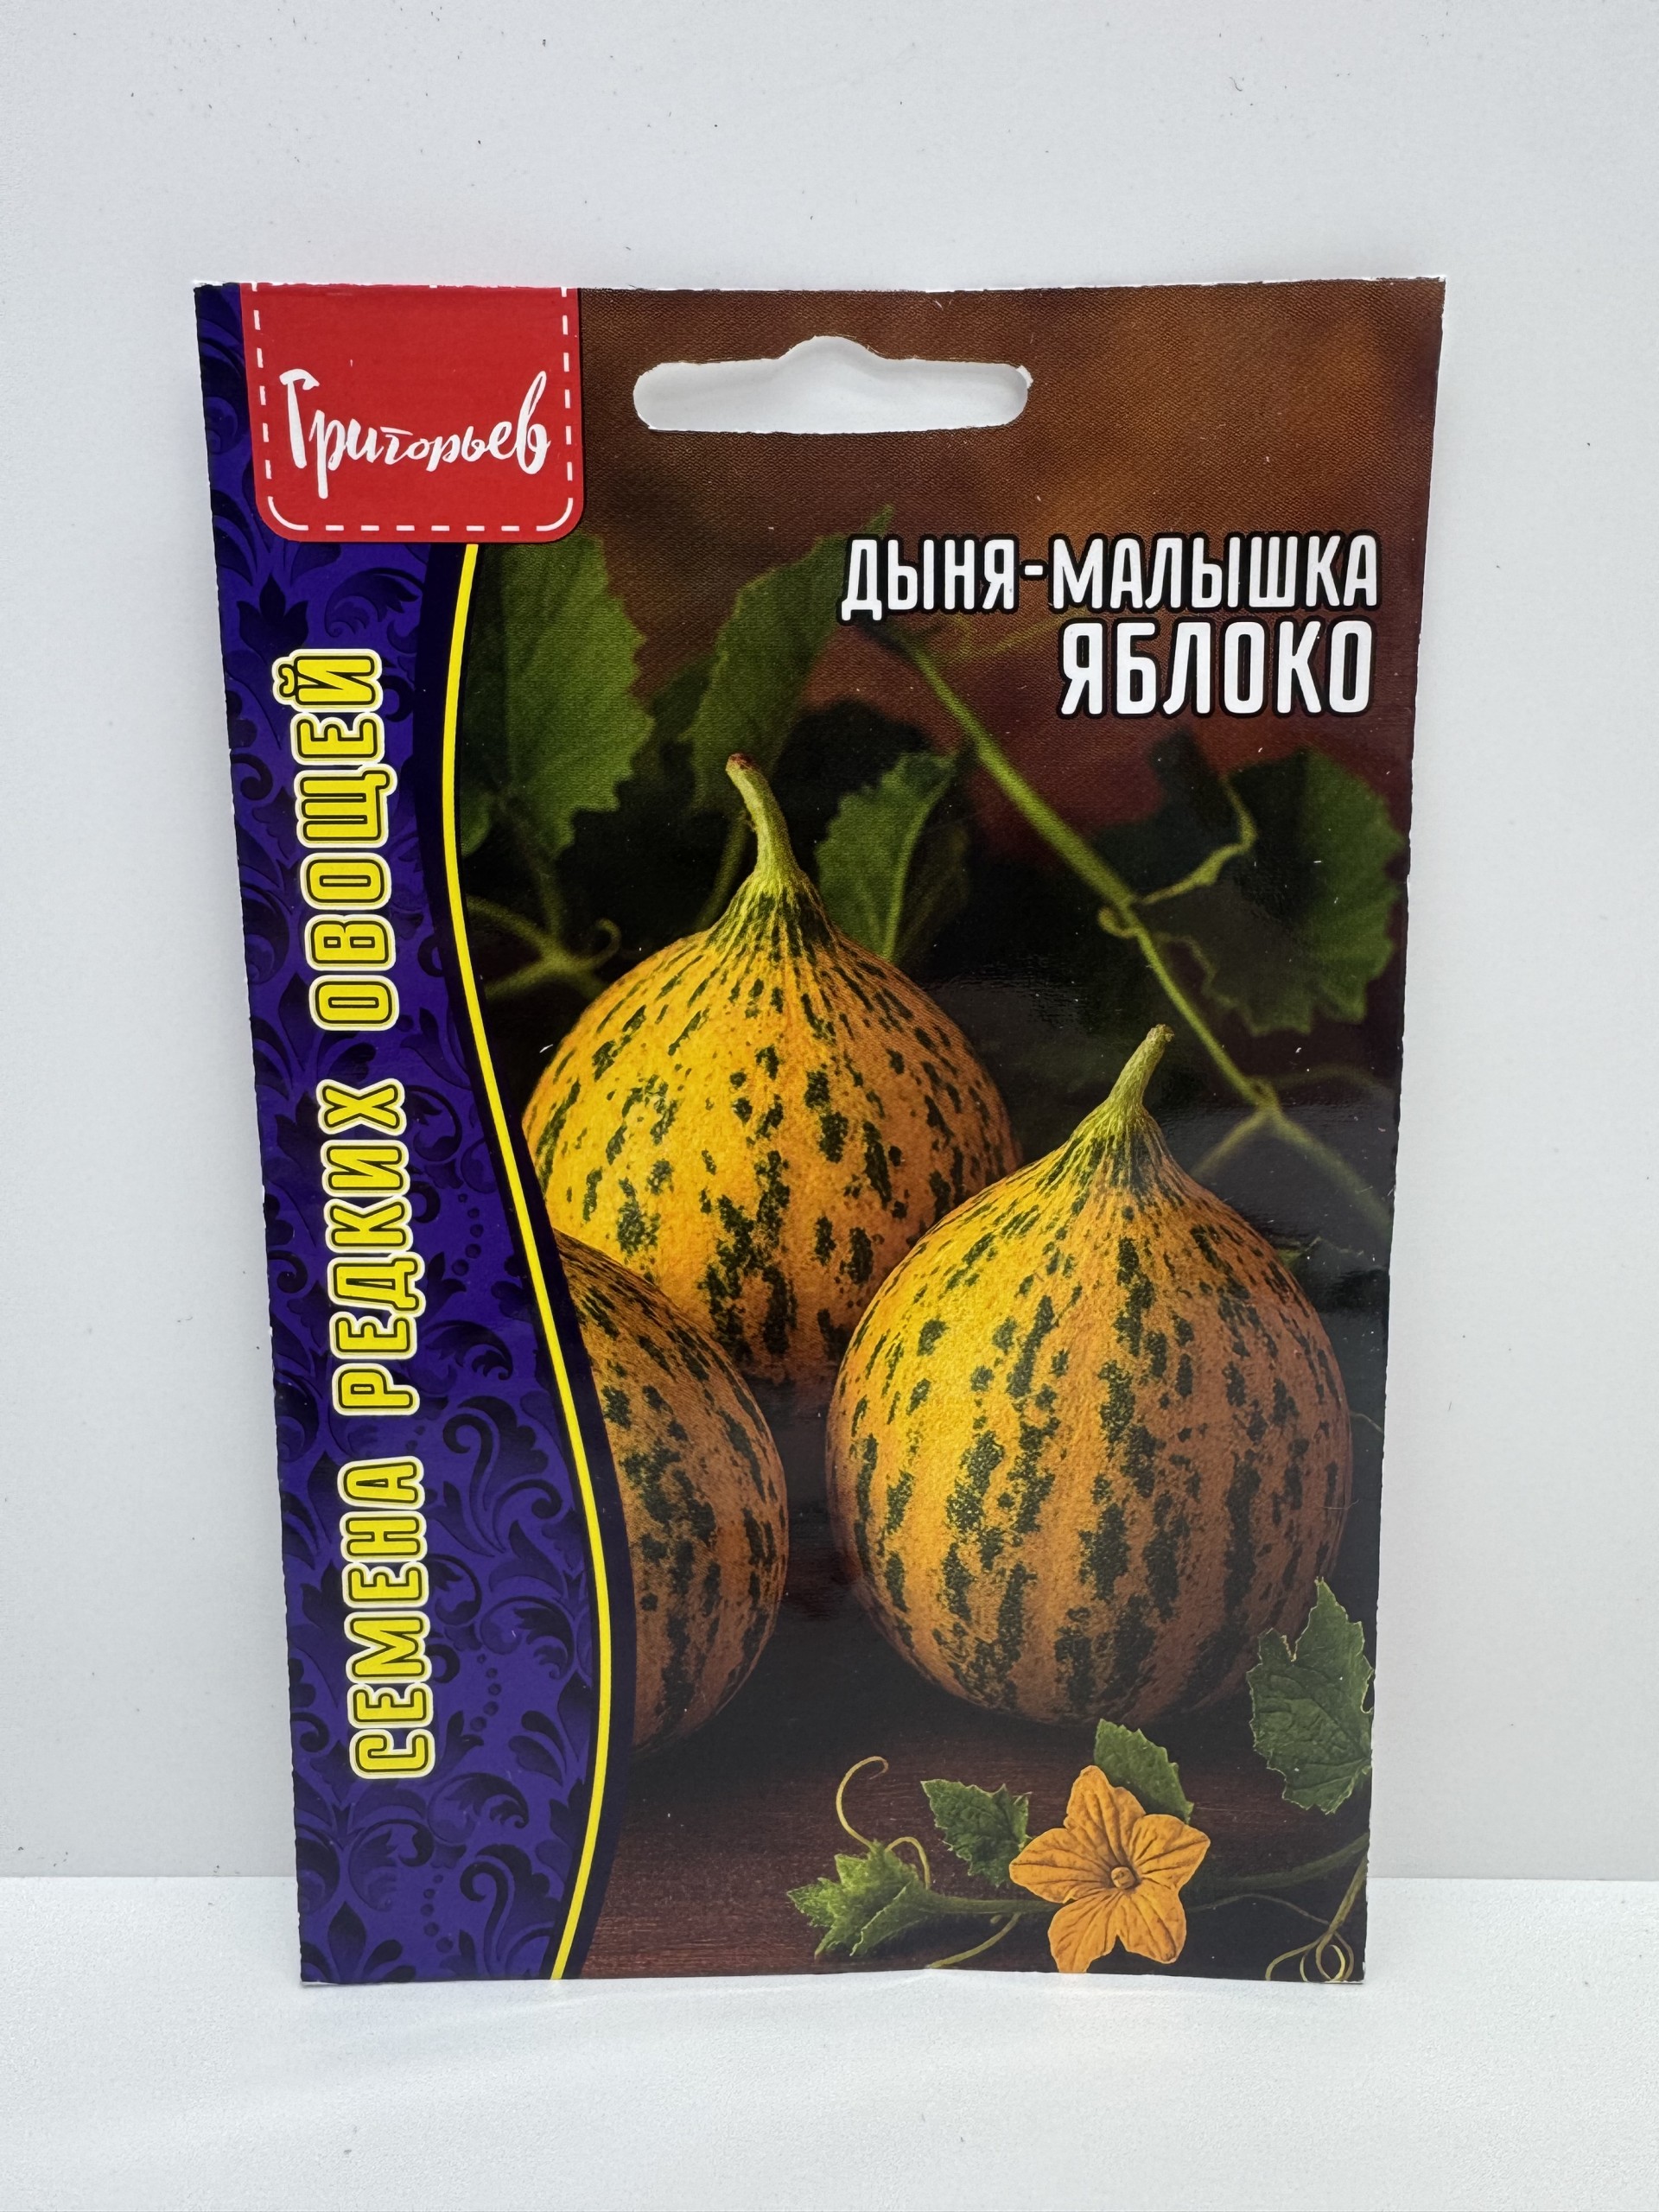 Григорьев
ДЫНЯ-МАЛЫШКА
ЯБЛОКО
СЕМЕНА РЕДКИХ ОВОЩЕЙ